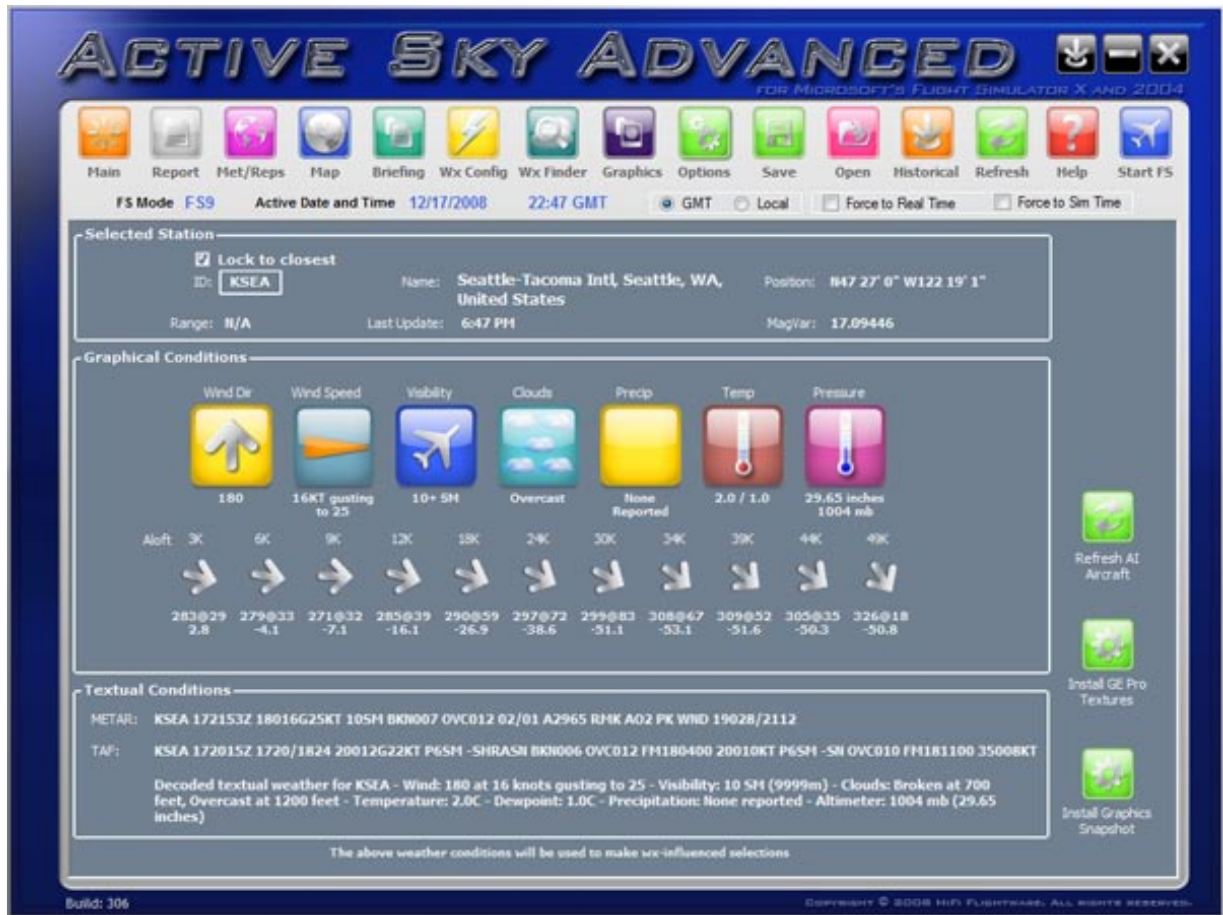 Active Sky Advanced
for Microsoft's Flight Simulator X and 2004
Main Report Met/Reps Map Briefing Wx Config Wx Finder Graphics Options Save Open Historical Refresh Help Start FS
FS Mode FS9 Active Date and Time 12/17/2008 22:47 GMT GMT Local Force to Real Time Force to Sim Time
Selected Station
Lock to closest
ID: KSEA Name: Seattle-Tacoma Intl, Seattle, WA, Position: N47 27' 0" W122 19' 1"
United States
Range: N/A Last Update: 6:47 PM MagVar: 17.09446
Graphical Conditions
Wind Dir Wind Speed Visibility Clouds Precip Temp Pressure
180 16KT gusting 10+ SM Overcast None 2.0 / 1.0 29.65 inches
to 25 Reported 1004 mb
Aloft 3K 6K 9K 12K 18K 24K 30K 34K 39K 44K 49K
283@29 279@33 271@32 285@39 290@59 297@72 299@83 308@67 309@52 305@35 326@18
2.8 -4.1 -7.1 -16.1 -26.9 -38.6 -51.1 -53.1 -51.6 -50.3 -50.8
Refresh AI
Aircraft
Install GE Pro
Textures
Install Graphics
Snapshot
Textual Conditions
METAR: KSEA 172153Z 18016G25KT 10SM BKN007 OVC012 02/01 A2965 RMK AO2 PK WND 19028/2112
TAF: KSEA 172015Z 1720/1824 20012G22KT P6SM -SHRASN BKN006 OVC012 FM180400 20010KT P6SM -SN OVC010 FM181100 35008KT
Decoded textual weather for KSEA - Wind: 180 at 16 knots gusting to 25 - Visibility: 10 SM (9999m) - Clouds: Broken at 700
feet, Overcast at 1200 feet - Temperature: 2.0C - Dewpoint: 1.0C - Precipitation: None reported - Altimeter: 1004 mb (29.65
inches)
The above weather conditions will be used to make wx-influenced selections
Build: 306
Copyright © 2008 HiFi Flightware. All rights reserved.